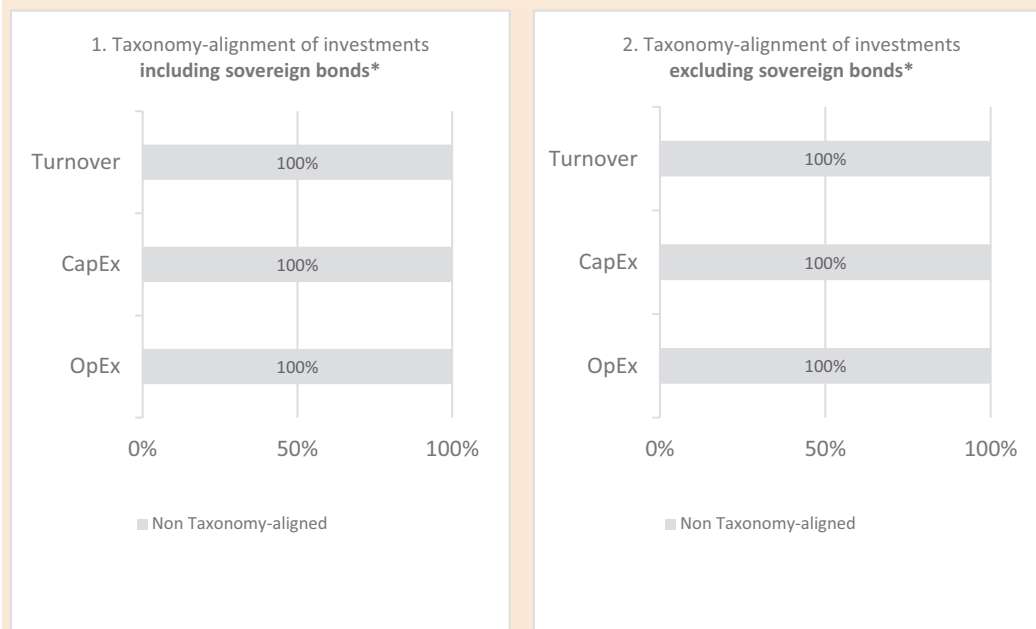 1. Taxonomy-alignment of investments
including sovereign bonds*
Turnover
100%
CapEx
100%
OpEx
100%
0%
50%
100%
Non Taxonomy-aligned
2. Taxonomy-alignment of investments
excluding sovereign bonds*
Turnover
100%
CapEx
100%
OpEx
100%
0%
50%
100%
Non Taxonomy-aligned